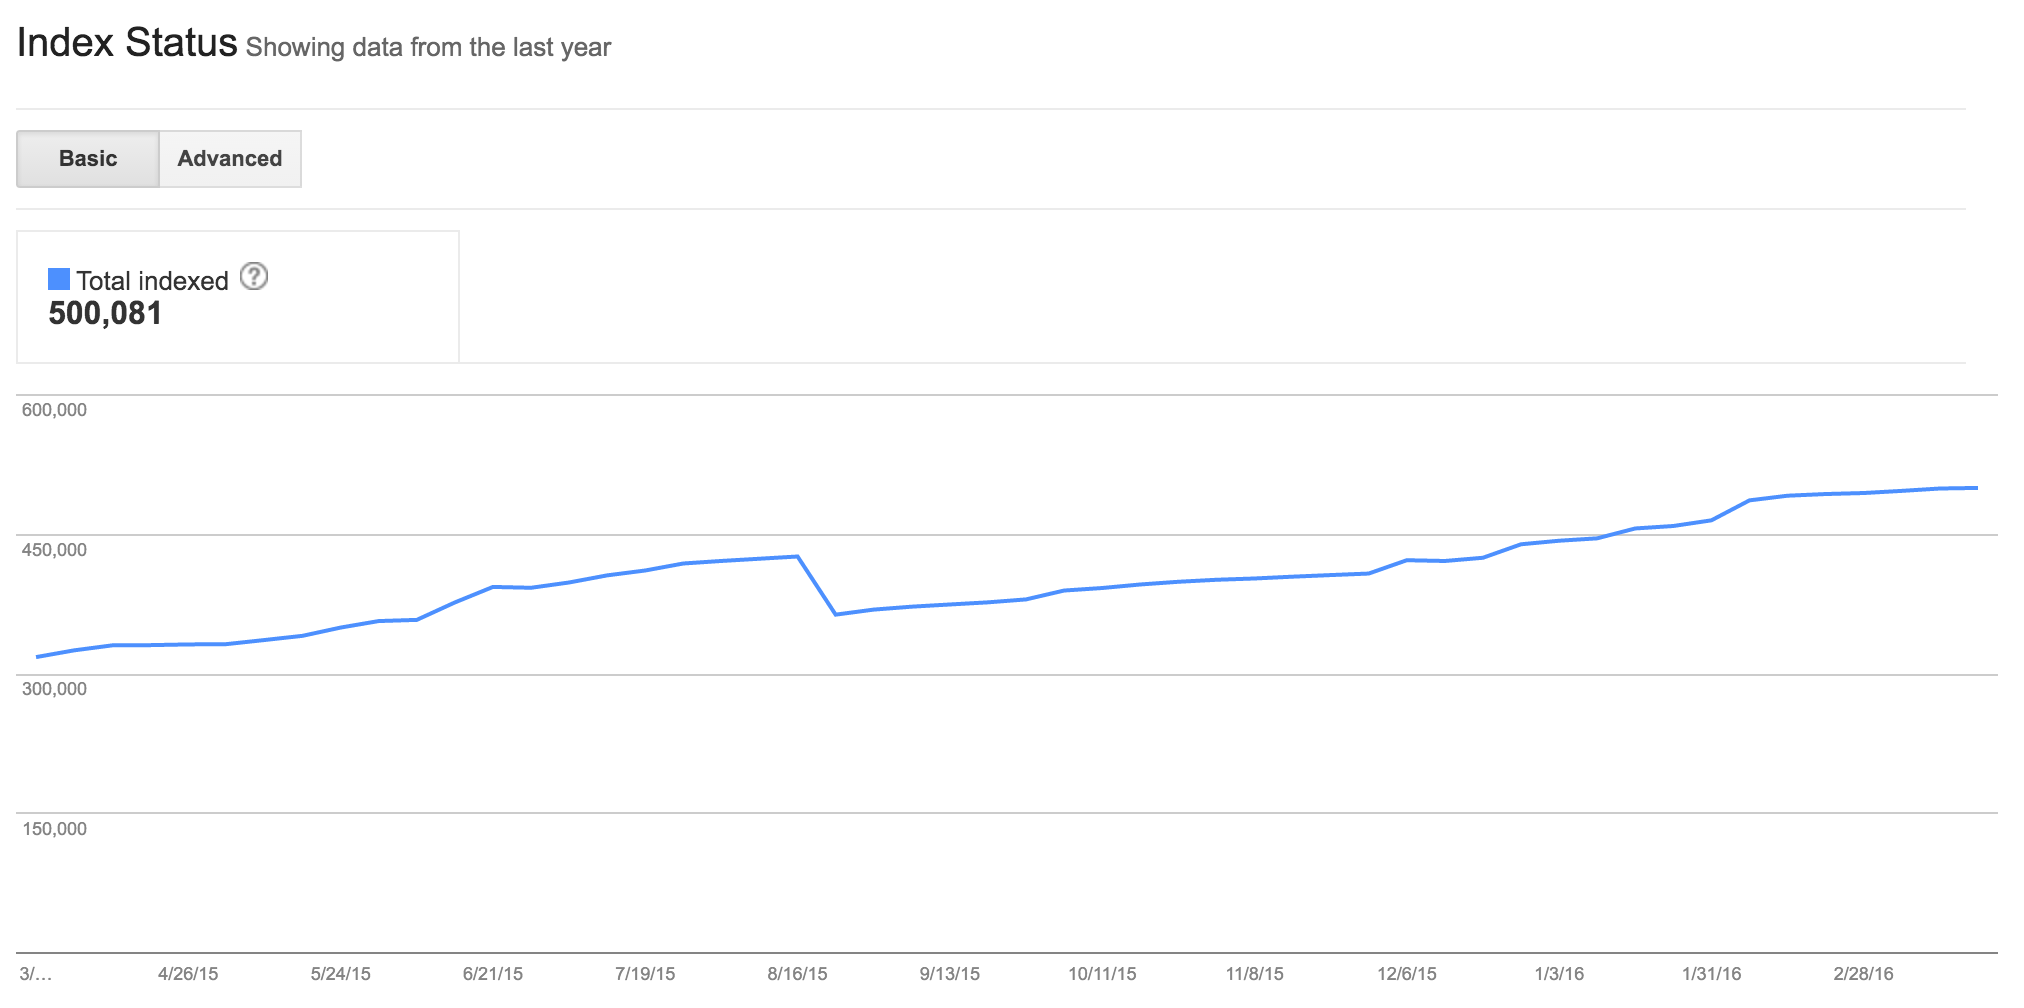 Index Status Showing data from the last year
Basic Advanced
Total indexed ?
500,081
600,000
450,000
300,000
150,000
3/... 4/26/15 5/24/15 6/21/15 7/19/15 8/16/15 9/13/15 10/11/15 11/8/15 12/6/15 1/3/16 1/31/16 2/28/16